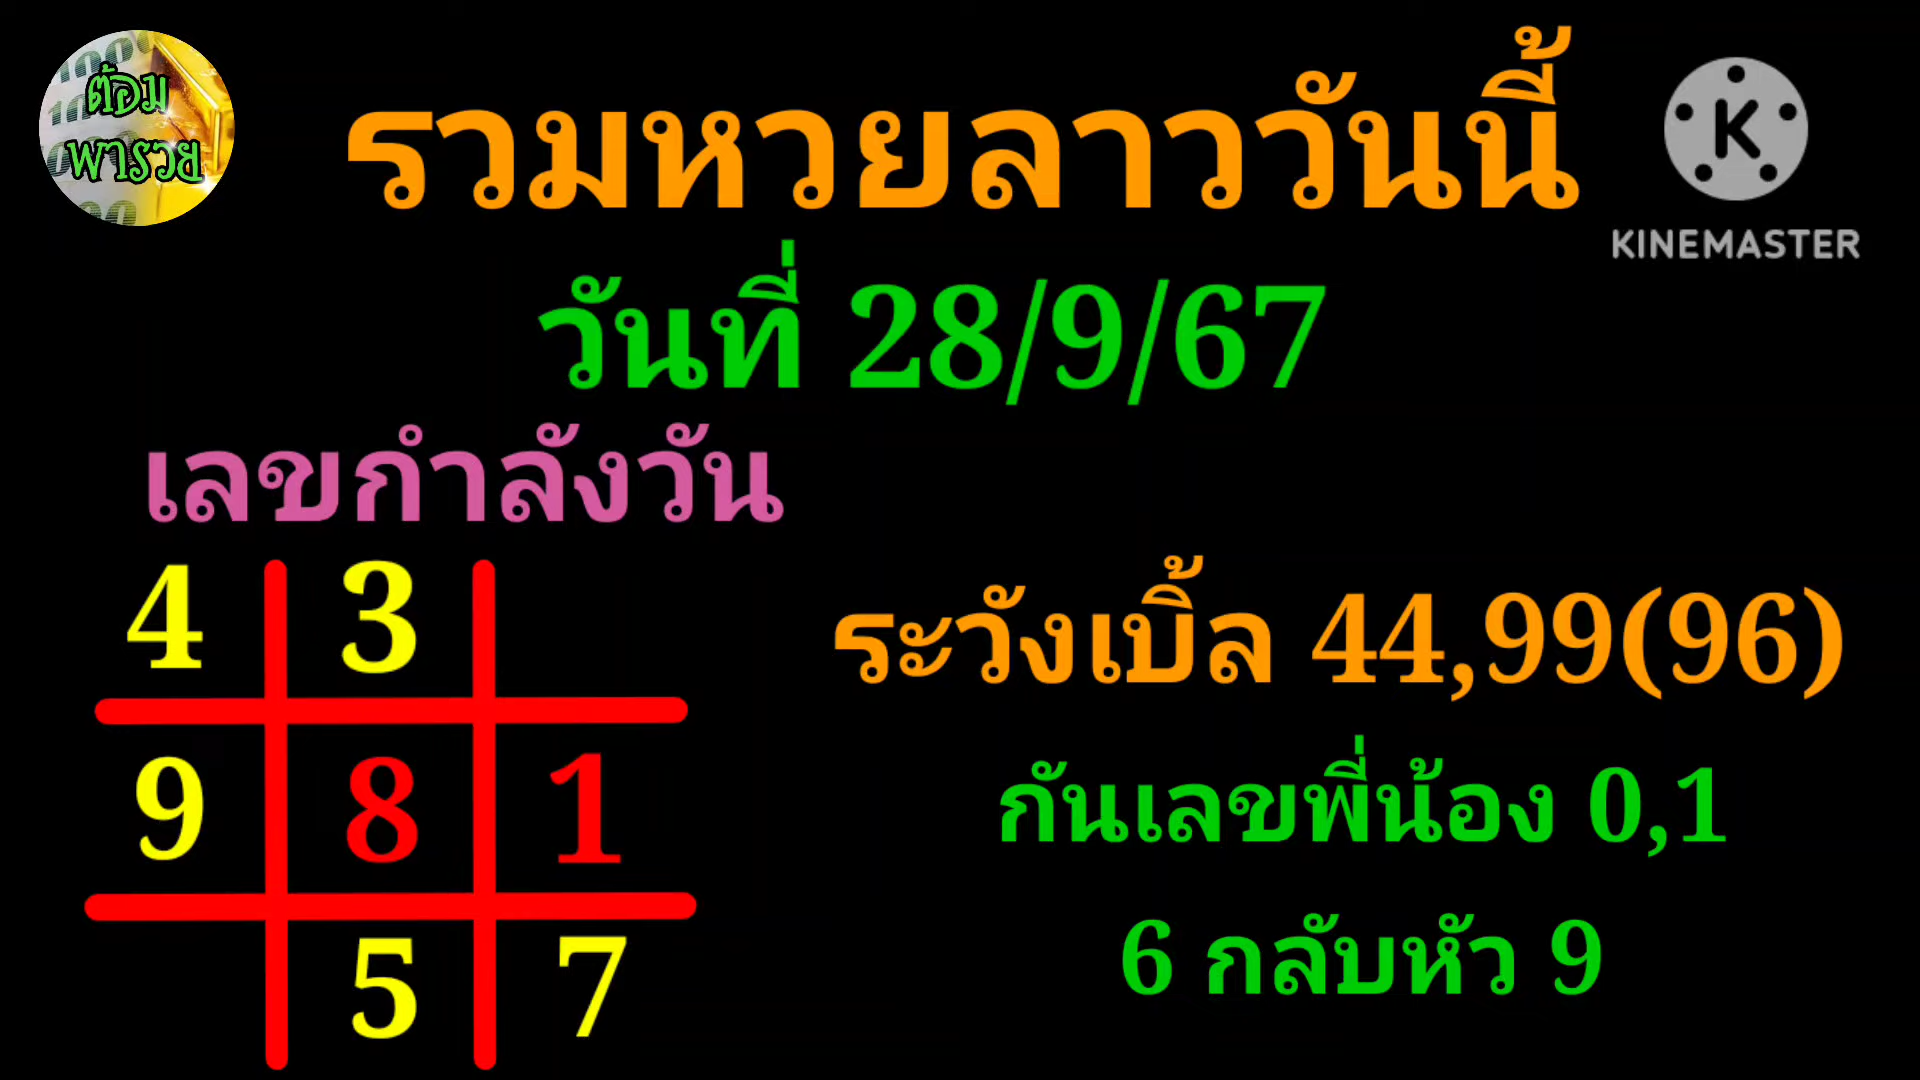 ต้อม
พารวย
รวมหวยลาววันนี้
KINEMASTER
วันที่ 28/9/67
เลขกำลังวัน
4 3
9 8 1
5 7
ระวังเบิ้ล 44,99(96)
กันเลขพี่น้อง 0,1
6 กลับหัว 9